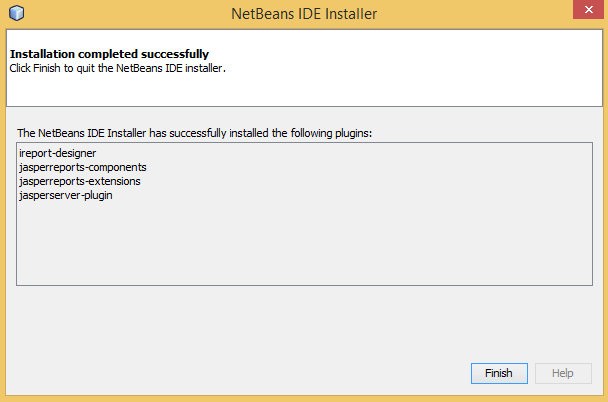 NetBeans IDE Installer
Installation completed successfully
Click Finish to quit the NetBeans IDE installer.
The NetBeans IDE Installer has successfully installed the following plugins:
ireport-designer
jasperreports-components
jasperreports-extensions
jasperserver-plugin
Finish
Help